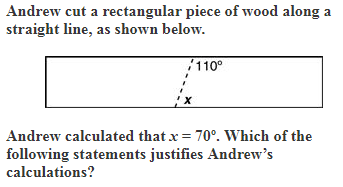 Andrew cut a rectangular piece of wood along a
straight line, as shown below.
110°
x
Andrew calculated that x = 70°. Which of the
following statements justifies Andrew's
calculations?